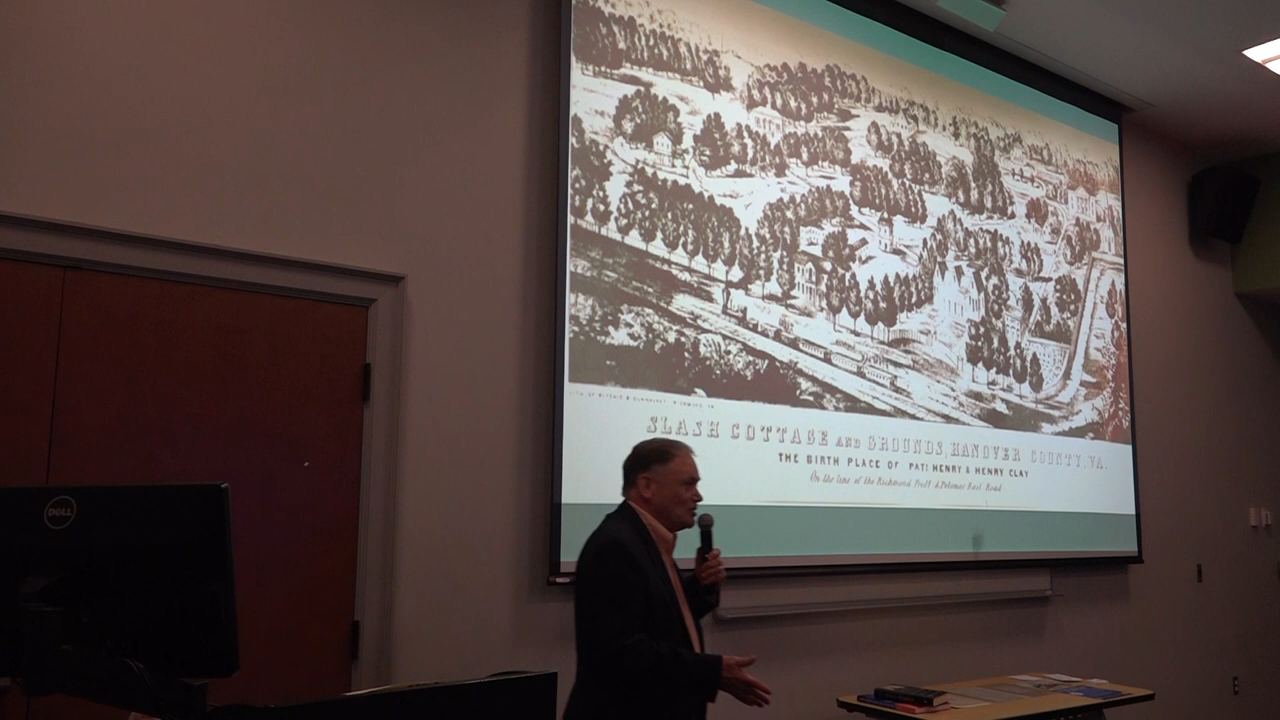 SLASH COTTAGE AND GROUNDS, HANOVER COUNTY, VA.
THE BIRTH PLACE OF PAT: HENRY & HENRY CLAY
On the line of the Richmond Fred: & Potomac Rail Road
DELL